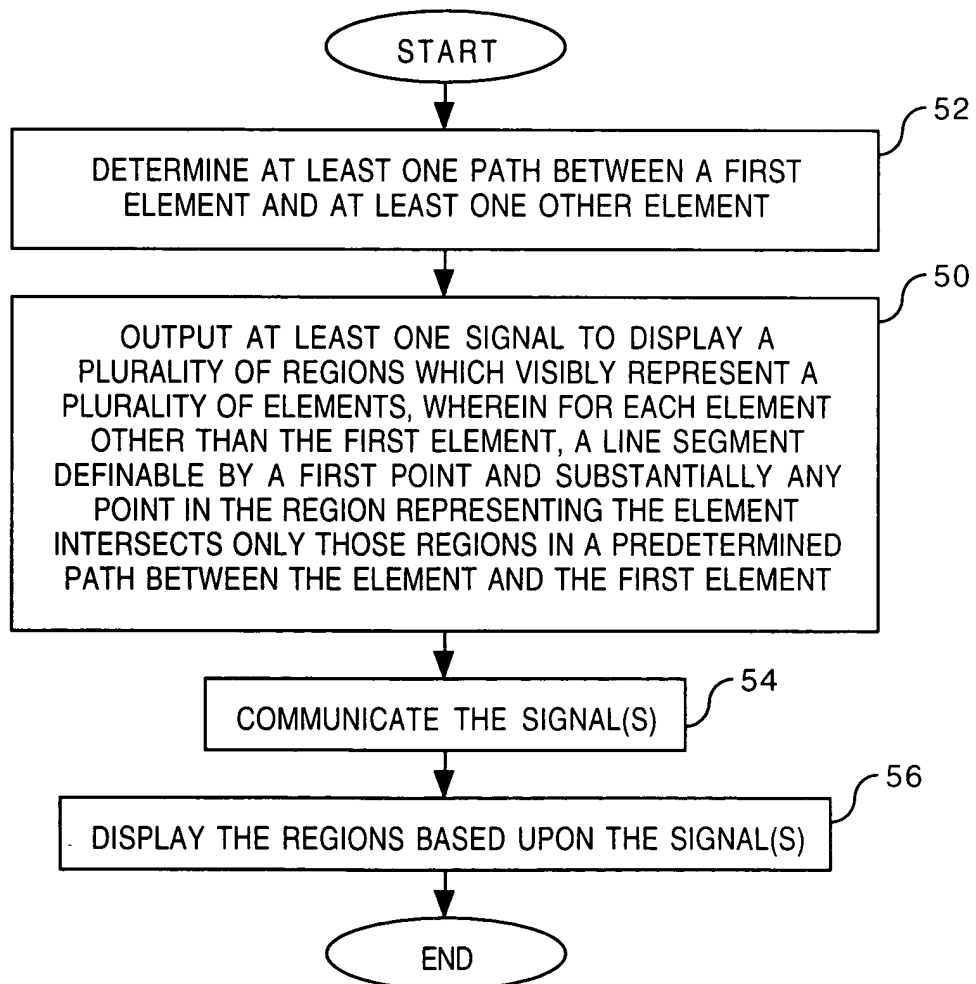 START
52
DETERMINE AT LEAST ONE PATH BETWEEN A FIRST
ELEMENT AND AT LEAST ONE OTHER ELEMENT
50
OUTPUT AT LEAST ONE SIGNAL TO DISPLAY A
PLURALITY OF REGIONS WHICH VISIBLY REPRESENT A
PLURALITY OF ELEMENTS, WHEREIN FOR EACH ELEMENT
OTHER THAN THE FIRST ELEMENT, A LINE SEGMENT
DEFINABLE BY A FIRST POINT AND SUBSTANTIALLY ANY
POINT IN THE REGION REPRESENTING THE ELEMENT
INTERSECTS ONLY THOSE REGIONS IN A PREDETERMINED
PATH BETWEEN THE ELEMENT AND THE FIRST ELEMENT
54
COMMUNICATE THE SIGNAL(S)
56
DISPLAY THE REGIONS BASED UPON THE SIGNAL(S)
END